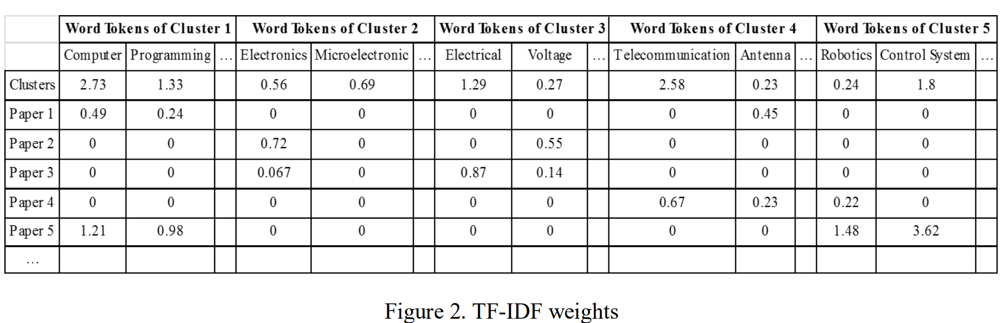 Word Tokens of Cluster 1 Word Tokens of Cluster 2 Word Tokens of Cluster 3 Word Tokens of Cluster 4 Word Tokens of Cluster 5
Computer Programming ... Electronics Microelectronic ... Electrical Voltage ... Telecommunication Antenna ... Robotics Control System ...
Clusters 2.73 1.33 0.56 0.69 1.29 0.27 2.58 0.23 0.24 1.8
Paper 1 0.49 0.24 0 0 0 0 0 0.45 0 0
Paper 2 0 0 0.72 0 0 0.55 0 0 0 0
Paper 3 0 0 0.067 0 0.87 0.14 0 0 0 0
Paper 4 0 0 0 0 0 0 0.67 0.23 0.22 0
Paper 5 1.21 0.98 0 0 0 0 0 0 1.48 3.62
...
Figure 2. TF-IDF weights